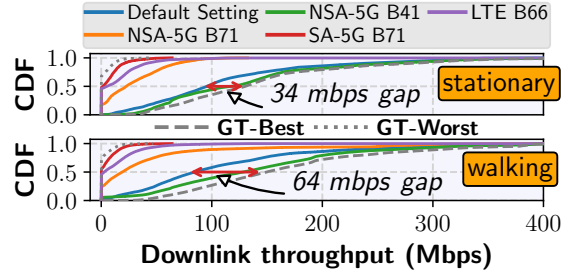 Default Setting NSA-5G B41 LTE B66
NSA-5G B71 SA-5G B71
CDF
1.0
0.5
0.0
34 mbps gap
stationary
GT-Best GT-Worst
CDF
1.0
0.5
0.0
64 mbps gap
walking
0 100 200 300 400
Downlink throughput (Mbps)